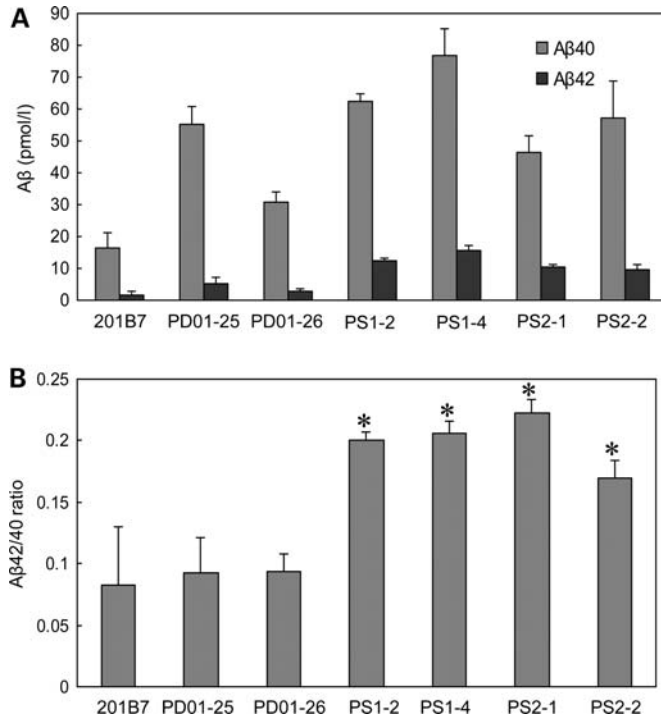 A
90
80
70
60
50
40
30
20
10
0
Aβ (pmol/l)
Aβ40
Aβ42
201B7 PD01-25 PD01-26 PS1-2 PS1-4 PS2-1 PS2-2
B
0.25
0.2
0.15
0.1
0.05
0
Aβ42/40 ratio
* * * *
201B7 PD01-25 PD01-26 PS1-2 PS1-4 PS2-1 PS2-2